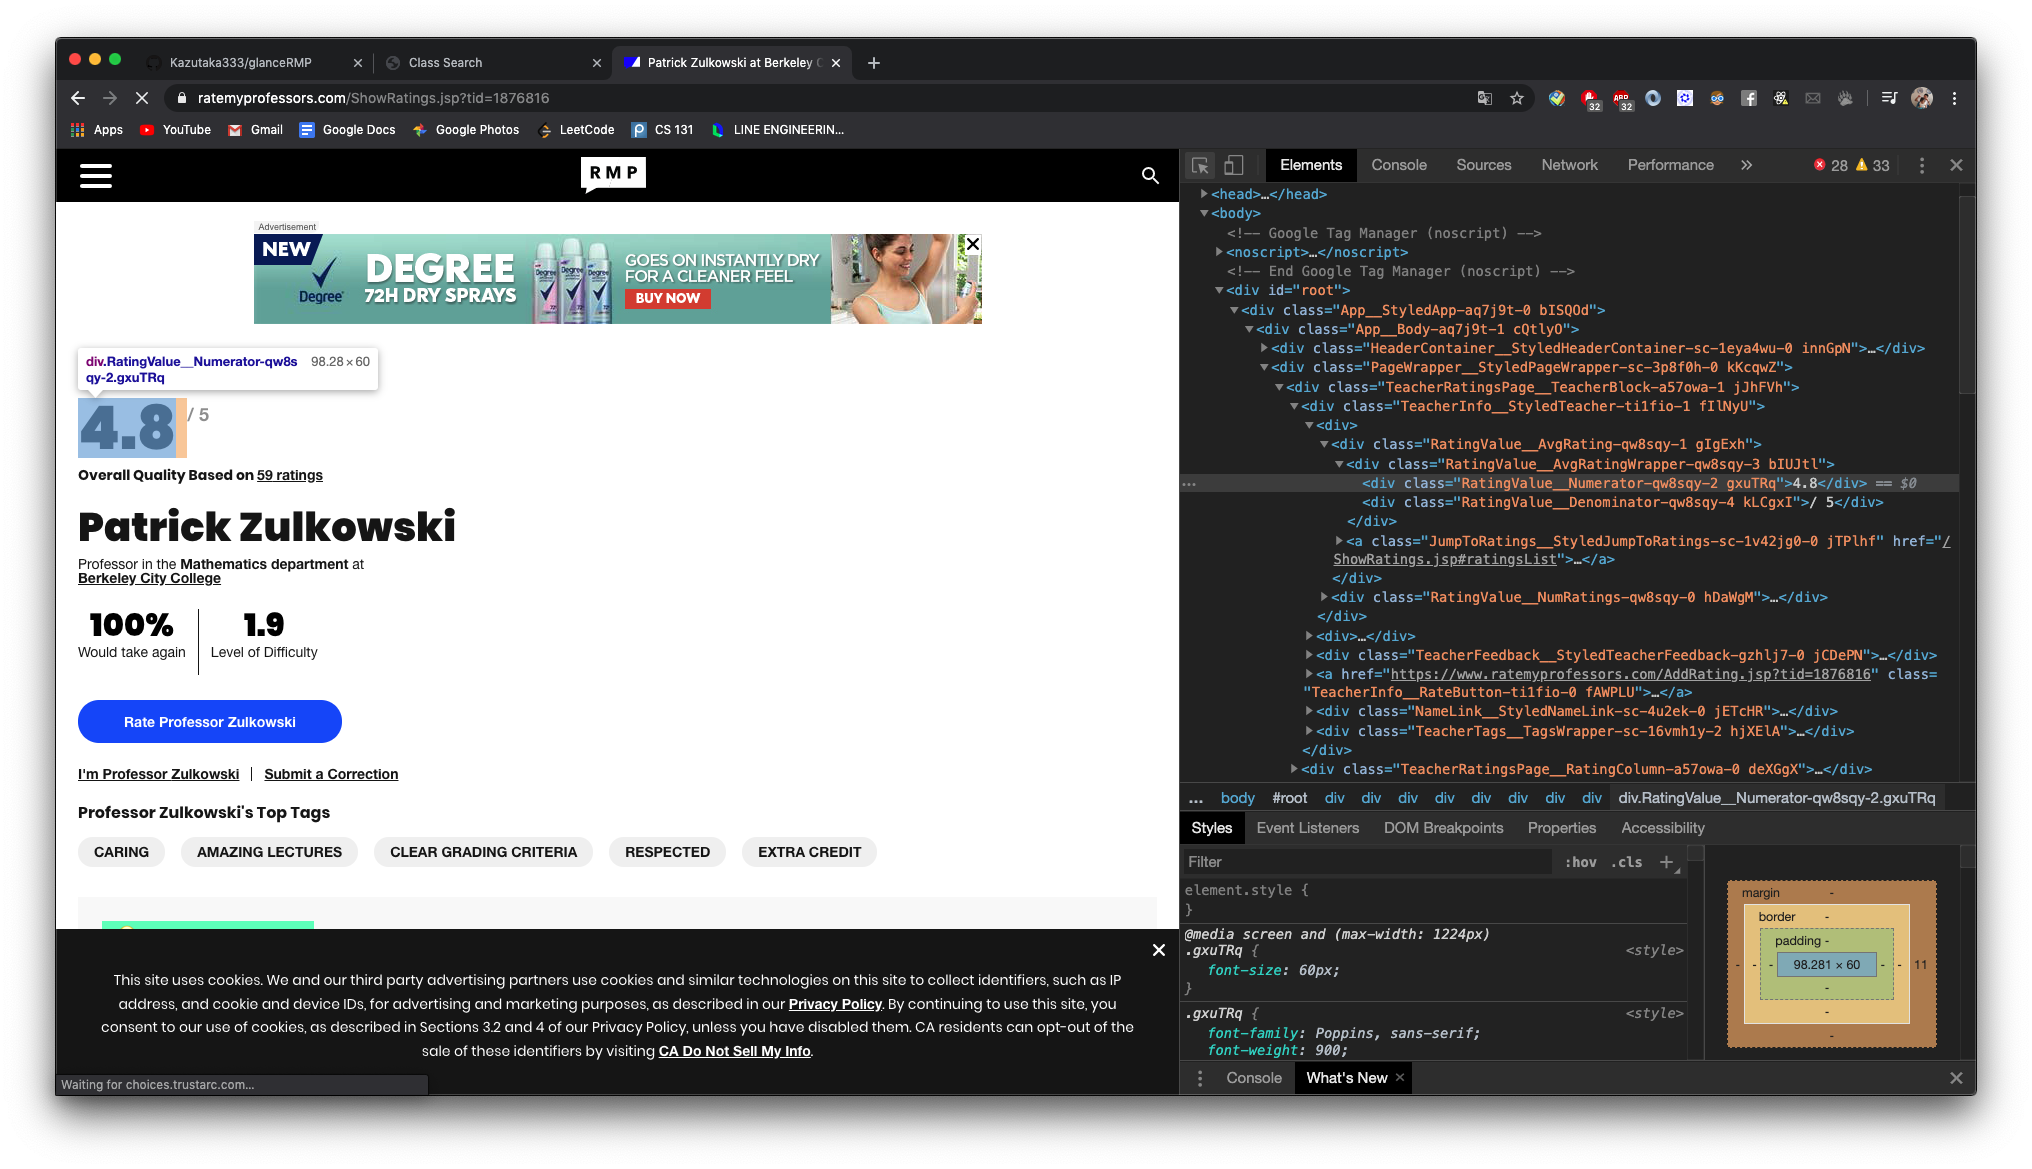 Kazutaka333/glanceRMP
Class Search
Patrick Zulkowski at Berkeley C
ratemyprofessors.com/ShowRatings.jsp?tid=1876816
32
ABP
32
Apps
YouTube
Gmail
Google Docs
Google Photos
LeetCode
CS 131
LINE ENGINEERIN...
RMP
Advertisement
NEW
Degree
DEGREE
72H DRY SPRAYS
Degree
Degree
Degree
GOES ON INSTANTLY DRY
FOR A CLEANER FEEL
BUY NOW
div.RatingValue__Numerator-qw8s
qy-2.gxuTRq
98.28 × 60
4.8 / 5
Overall Quality Based on 59 ratings
Patrick Zulkowski
Professor in the Mathematics department at
Berkeley City College
100%
Would take again
1.9
Level of Difficulty
Rate Professor Zulkowski
I'm Professor Zulkowski
Submit a Correction
Professor Zulkowski's Top Tags
CARING
AMAZING LECTURES
CLEAR GRADING CRITERIA
RESPECTED
EXTRA CREDIT
This site uses cookies. We and our third party advertising partners use cookies and similar technologies on this site to collect identifiers, such as IP
address, and cookie and device IDs, for advertising and marketing purposes, as described in our Privacy Policy. By continuing to use this site, you
consent to our use of cookies, as described in Sections 3.2 and 4 of our Privacy Policy, unless you have disabled them. CA residents can opt-out of the
sale of these identifiers by visiting CA Do Not Sell My Info.
Waiting for choices.trustarc.com...
Elements
Console
Sources
Network
Performance
»
28
33
<head>…</head>
<body>
<!-- Google Tag Manager (noscript) -->
<noscript>…</noscript>
<!-- End Google Tag Manager (noscript) -->
<div id="root">
<div class="App__StyledApp-aq7j9t-0 bISQOd">
<div class="App__Body-aq7j9t-1 cQtlyO">
<div class="HeaderContainer__StyledHeaderContainer-sc-1eya4wu-0 innGpN">…</div>
<div class="PageWrapper__StyledPageWrapper-sc-3p8f0h-0 kKcqwZ">
<div class="TeacherRatingsPage__TeacherBlock-a57owa-1 jJhFVh">
<div class="TeacherInfo__StyledTeacher-ti1fio-1 fIlNyU">
<div>
<div class="RatingValue__AvgRating-qw8sqy-1 gIgExh">
<div class="RatingValue__AvgRatingWrapper-qw8sqy-3 bIUJtl">
<div class="RatingValue__Numerator-qw8sqy-2 gxuTRq">4.8</div> == $0
<div class="RatingValue__Denominator-qw8sqy-4 kLCgxI">/ 5</div>
</div>
<a class="JumpToRatings__StyledJumpToRatings-sc-1v42jg0-0 jTPlhf" href="/
ShowRatings.jsp#ratingsList">…</a>
</div>
<div class="RatingValue__NumRatings-qw8sqy-0 hDaWgM">…</div>
</div>
<div>…</div>
<div class="TeacherFeedback__StyledTeacherFeedback-gzhlj7-0 jCDePN">…</div>
<a href="https://www.ratemyprofessors.com/AddRating.jsp?tid=1876816" class=
"TeacherInfo__RateButton-ti1fio-0 fAWPLU">…</a>
<div class="NameLink__StyledNameLink-sc-4u2ek-0 jETcHR">…</div>
<div class="TeacherTags__TagsWrapper-sc-16vmh1y-2 hjXElA">…</div>
</div>
<div class="TeacherRatingsPage__RatingColumn-a57owa-0 deXGgX">…</div>
... body #root div div div div div div div div div.RatingValue__Numerator-qw8sqy-2.gxuTRq
Styles
Event Listeners
DOM Breakpoints
Properties
Accessibility
Filter
:hov .cls +
element.style {
}
@media screen and (max-width: 1224px)
.gxuTRq {
<style>
font-size: 60px;
}
.gxuTRq {
<style>
font-family: Poppins, sans-serif;
font-weight: 900;
margin -
border -
padding -
98.281 × 60
- - - - - 11
-
-
-
Console
What's New